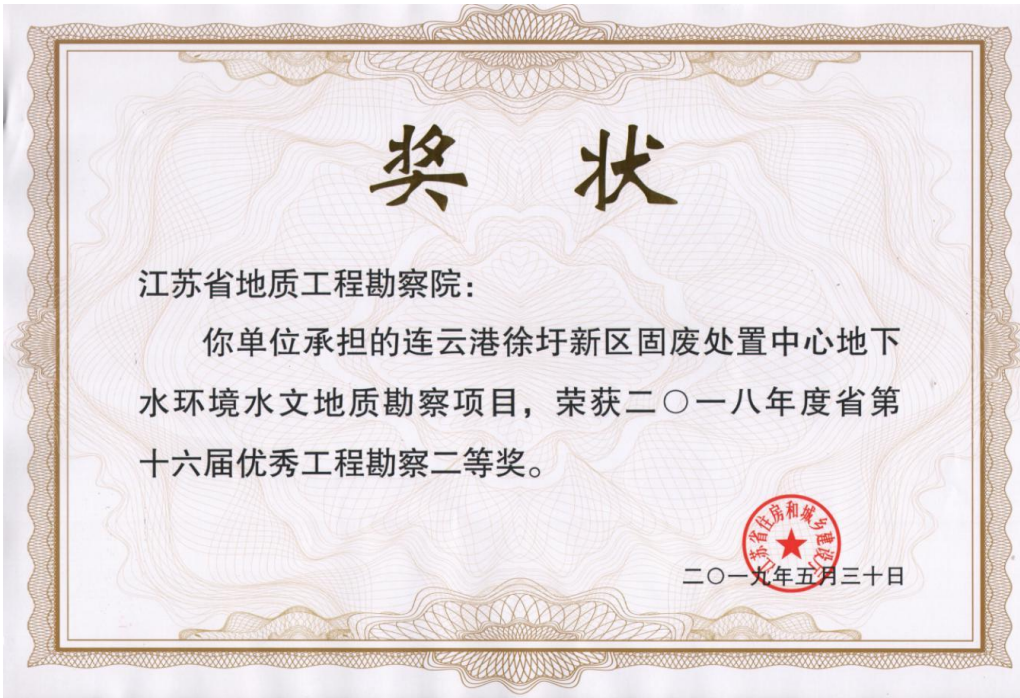 奖状
江苏省地质工程勘察院：
你单位承担的连云港徐圩新区固废处置中心地下
水环境水文地质勘察项目，荣获二〇一八年度省第
十六届优秀工程勘察二等奖。
江苏省住房和城乡建设厅
二〇一九年五月三十日